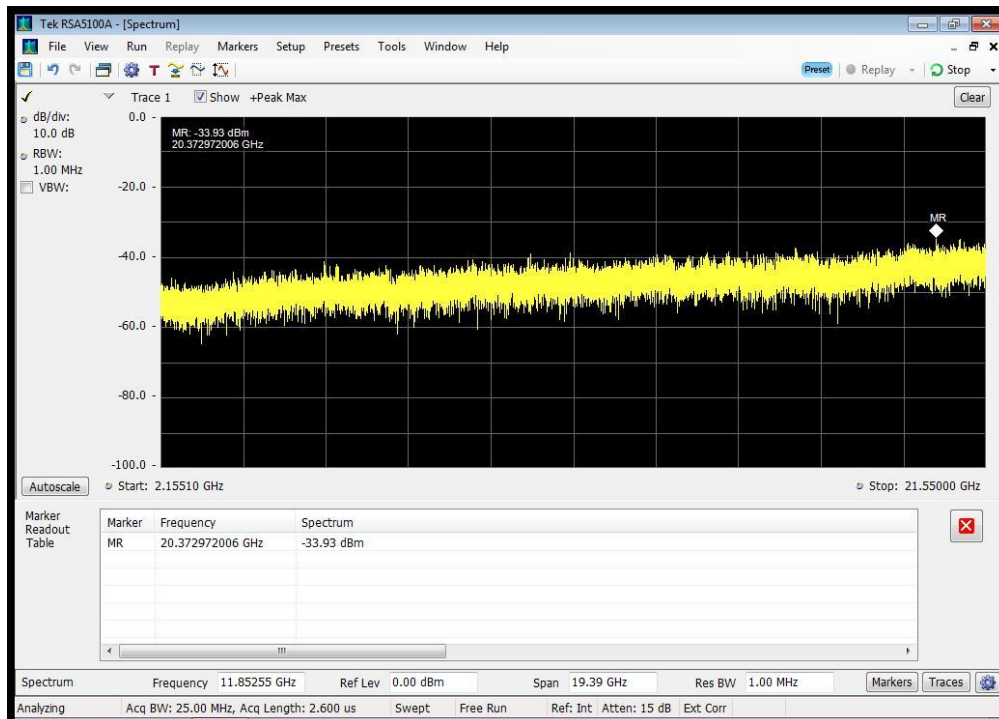 Tek RSA5100A - [Spectrum]
File View Run Replay Markers Setup Presets Tools Window Help
T Preset Replay Stop
Trace 1 Show +Peak Max Clear
dB/div:
10.0 dB
RBW:
1.00 MHz
VBW:
0.0
-20.0
-40.0
-60.0
-80.0
-100.0
MR: -33.93 dBm
20.372972006 GHz
MR
Autoscale Start: 2.15510 GHz Stop: 21.55000 GHz
Marker
Readout
Table
Marker Frequency Spectrum
MR 20.372972006 GHz -33.93 dBm
Spectrum Frequency 11.85255 GHz Ref Lev 0.00 dBm Span 19.39 GHz Res BW 1.00 MHz Markers Traces
Analyzing Acq BW: 25.00 MHz, Acq Length: 2.600 us Swept Free Run Ref: Int Atten: 15 dB Ext Corr